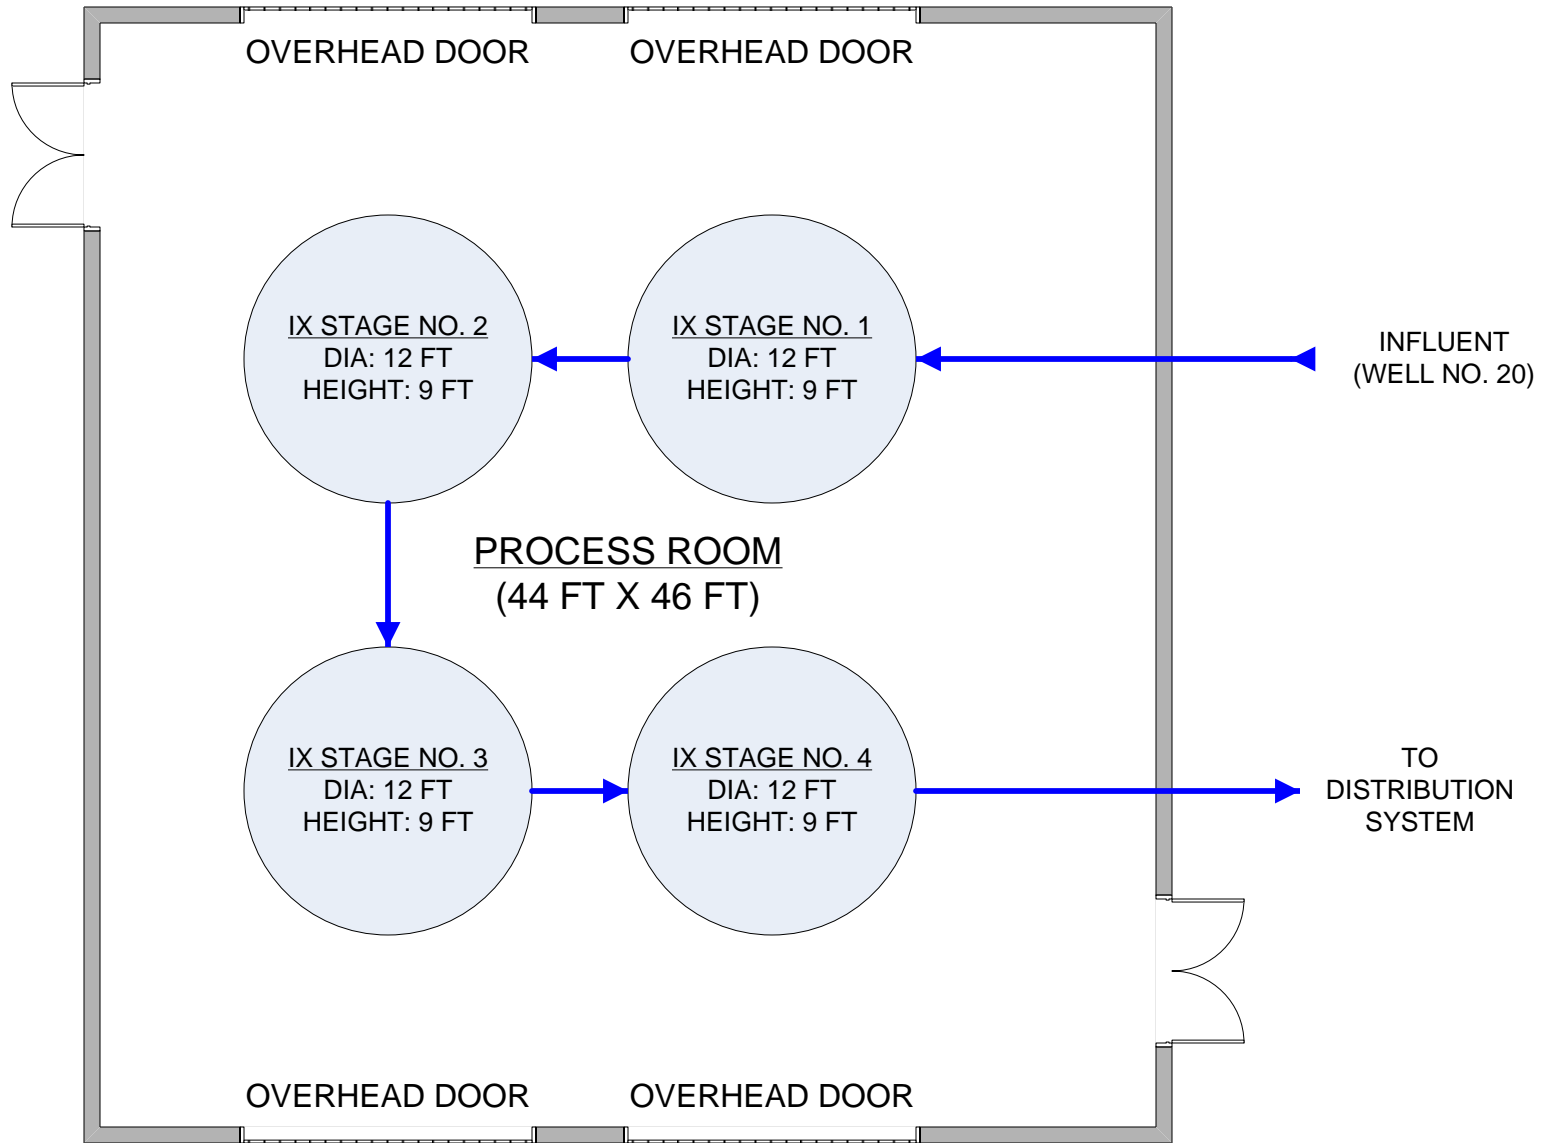 OVERHEAD DOOR
OVERHEAD DOOR
IX STAGE NO. 2
DIA: 12 FT
HEIGHT: 9 FT
IX STAGE NO. 1
DIA: 12 FT
HEIGHT: 9 FT
INFLUENT
(WELL NO. 20)
PROCESS ROOM
(44 FT X 46 FT)
IX STAGE NO. 3
DIA: 12 FT
HEIGHT: 9 FT
IX STAGE NO. 4
DIA: 12 FT
HEIGHT: 9 FT
TO
DISTRIBUTION
SYSTEM
OVERHEAD DOOR
OVERHEAD DOOR